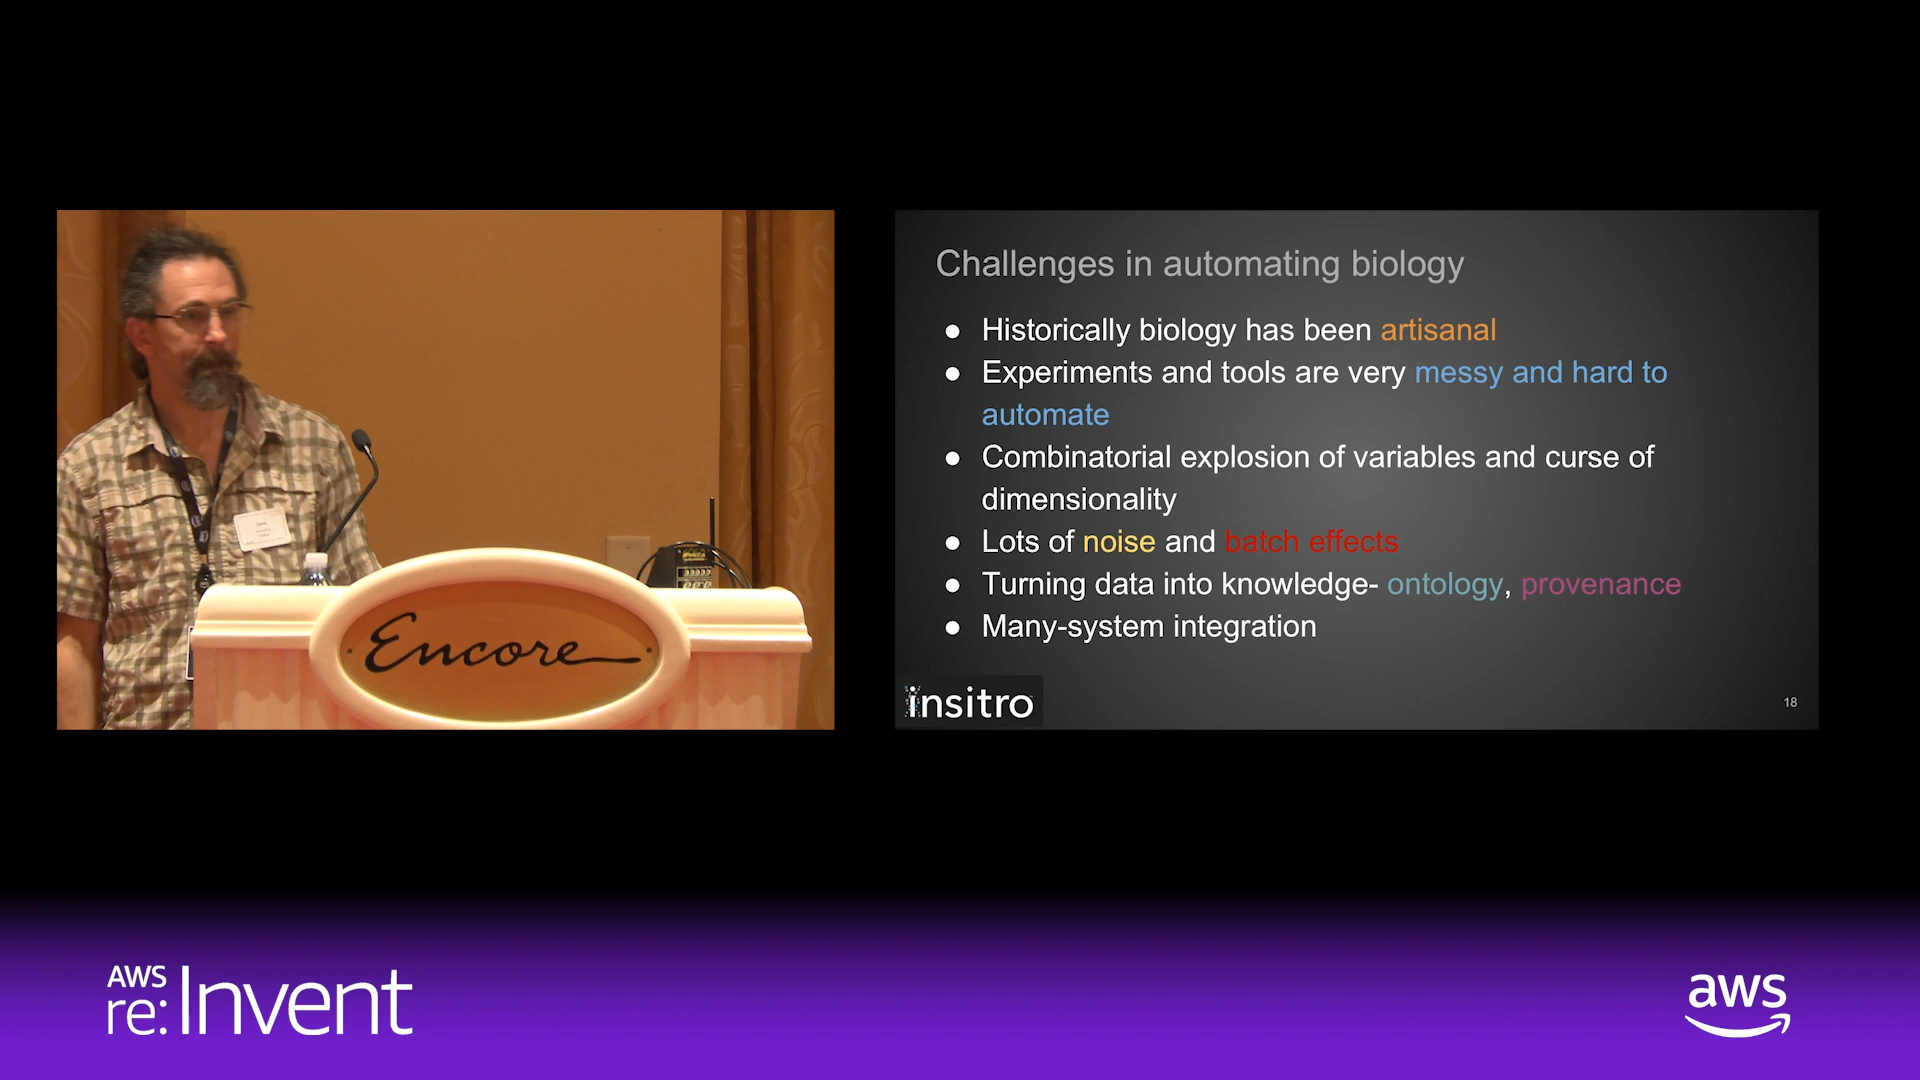 Encore
Challenges in automating biology
● Historically biology has been artisanal
● Experiments and tools are very messy and hard to
automate
● Combinatorial explosion of variables and curse of
dimensionality
● Lots of noise and batch effects
● Turning data into knowledge- ontology, provenance
● Many-system integration
insitro
18
AWS
re:Invent
aws